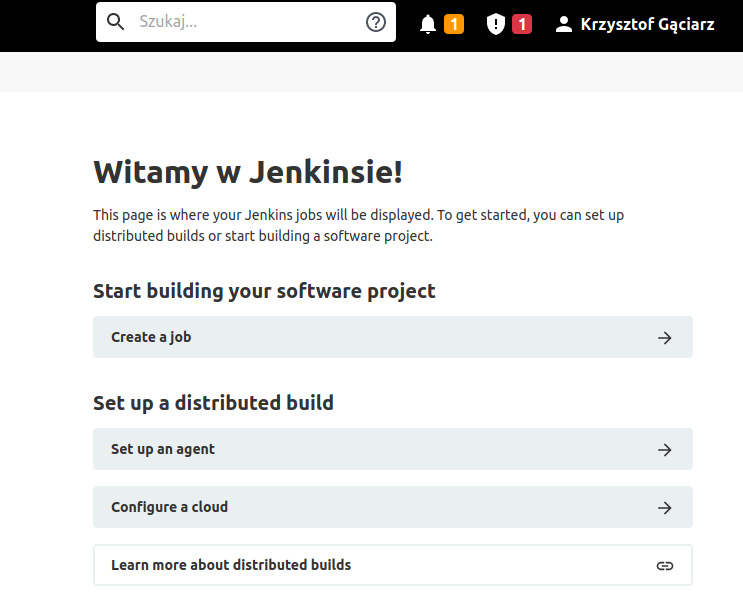 Szukaj...
1
1
Krzysztof Gąciarz
Witamy w Jenkinsie!
This page is where your Jenkins jobs will be displayed. To get started, you can set up
distributed builds or start building a software project.
Start building your software project
Create a job
Set up a distributed build
Set up an agent
Configure a cloud
Learn more about distributed builds